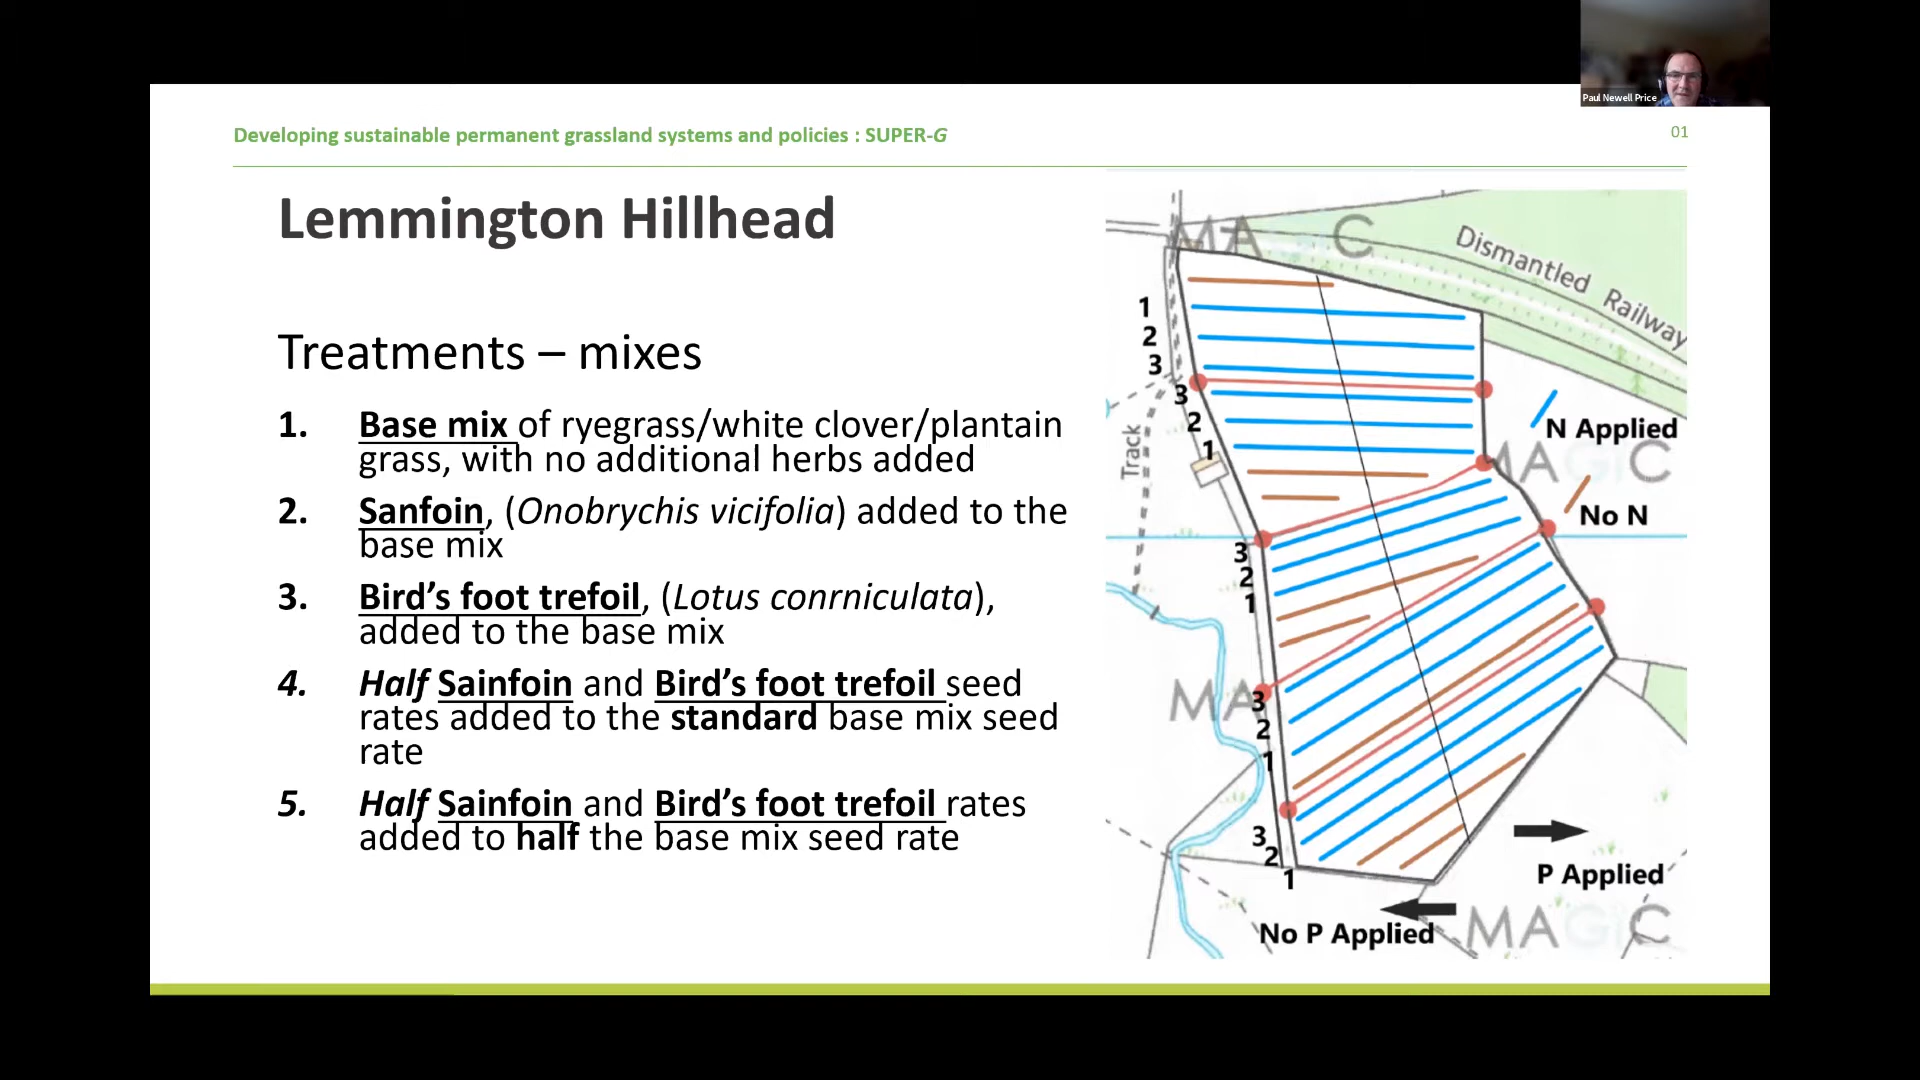 Paul Newell Price
Developing sustainable permanent grassland systems and policies : SUPER-G
01
Lemmington Hillhead
Treatments – mixes
1. Base mix of ryegrass/white clover/plantain
grass, with no additional herbs added
2. Sanfoin, (Onobrychis vicifolia) added to the
base mix
3. Bird’s foot trefoil, (Lotus conrniculata),
added to the base mix
4. Half Sainfoin and Bird’s foot trefoil seed
rates added to the standard base mix seed
rate
5. Half Sainfoin and Bird’s foot trefoil rates
added to half the base mix seed rate
MAGiC
Dismantled Railway
1
2
3
3
2
1
Track
N Applied
MAGiC
No N
3
2
1
MA
3
2
1
3
2
1
P Applied
No P Applied
MAGiC